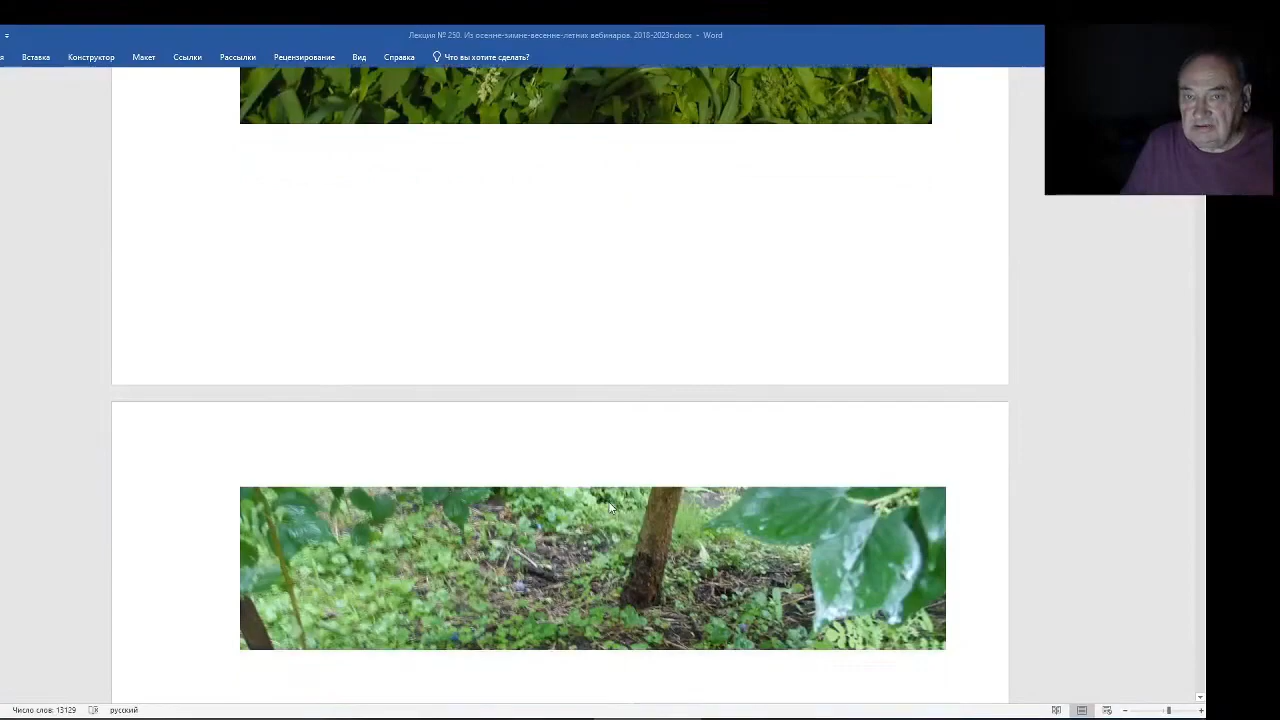 Лекция № 250. Из осенне-зимне-весенне-летних вебинаров. 2018-2023г.docx - Word
я Вставка Конструктор Макет Ссылки Рассылки Рецензирование Вид Справка Что вы хотите сделать?
Число слов: 13129 русский